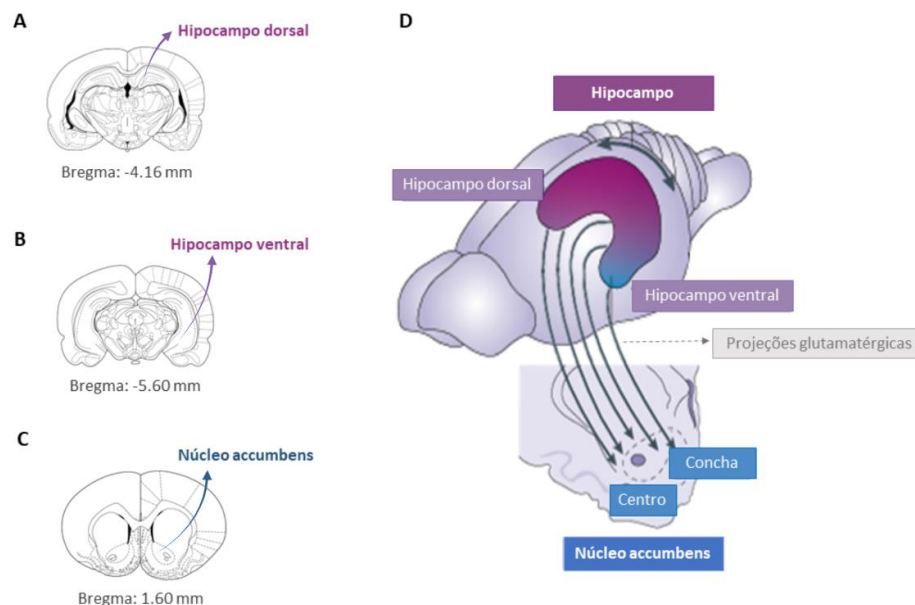 A
Hipocampo dorsal
Bregma: -4.16 mm
B
Hipocampo ventral
Bregma: -5.60 mm
C
Núcleo accumbens
Bregma: 1.60 mm
D
Hipocampo
Hipocampo dorsal
Hipocampo ventral
Projeções glutamatérgicas
Concha
Centro
Núcleo accumbens